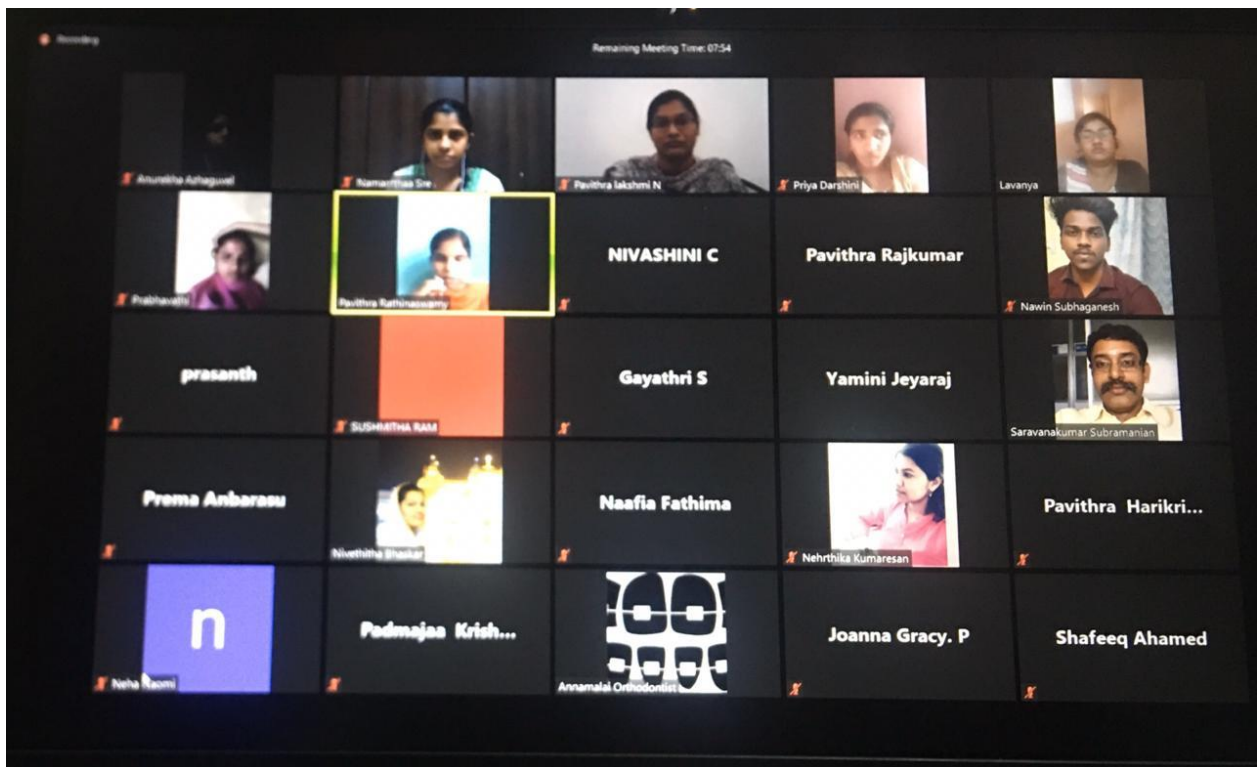 Recording
Remaining Meeting Time: 07:54
Anurekha Azhaguvel
Namasthaa Sre
Pavithra lakshmi N
Priya Darshini
Lavanya
Prabhavathi
Pavithra Rathinaswamy
NIVASHINI C
Pavithra Rajkumar
Nawin Subhaganesh
prasanth
SUSHMITHA RAM
Gayathri S
Yamini Jeyaraj
Saravanakumar Subramanian
Prema Anbarasu
Nivethitha Bhaskar
Naafia Fathima
Nehrthika Kumaresan
Pavithra Harikri...
n
Neha Naomi
Padmajaa Krish...
Annamalai Orthodontist
Joanna Gracy. P
Shafeeq Ahamed